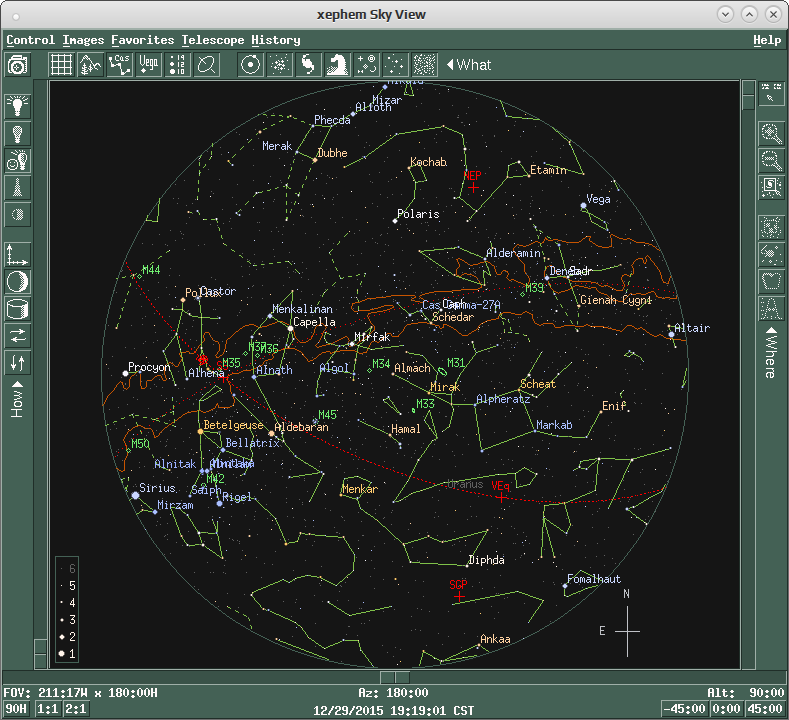 xephem Sky View
Control Images Favorites Telescope History Help
Cas Vega What
Mizar
Alioth
Phecda
Merak
Dubhe
Kochab
NEP
Etamin
Vega
Polaris
Alderamin
M44
Deneb
Sadr
M39
Pollux
Castor
Gienah Cygni
Caph
Gamma-27A
Menkalinan
Schedar
Capella
Altair
Mirfak
M36
M35
M34
M31
Procyon
Alhena
Alnath
Algol
Almach
Mirak
Scheat
Alpheratz
M33
Enif
M45
Betelgeuse
Aldebaran
Hamal
Markab
M50
Bellatrix
Alnitak
M42
Sirius
Saiph
Rigel
Menkar
Uranus
VEq
Mirzam
Diphda
Fomalhaut
SGP
N
E
Ankaa
6
5
4
3
2
1
How
Where
FOV: 211:17W x 180:00H Az: 180:00 Alt: 90:00
90H 1:1 2:1 12/29/2015 19:19:01 CST -45:00 0:00 45:00